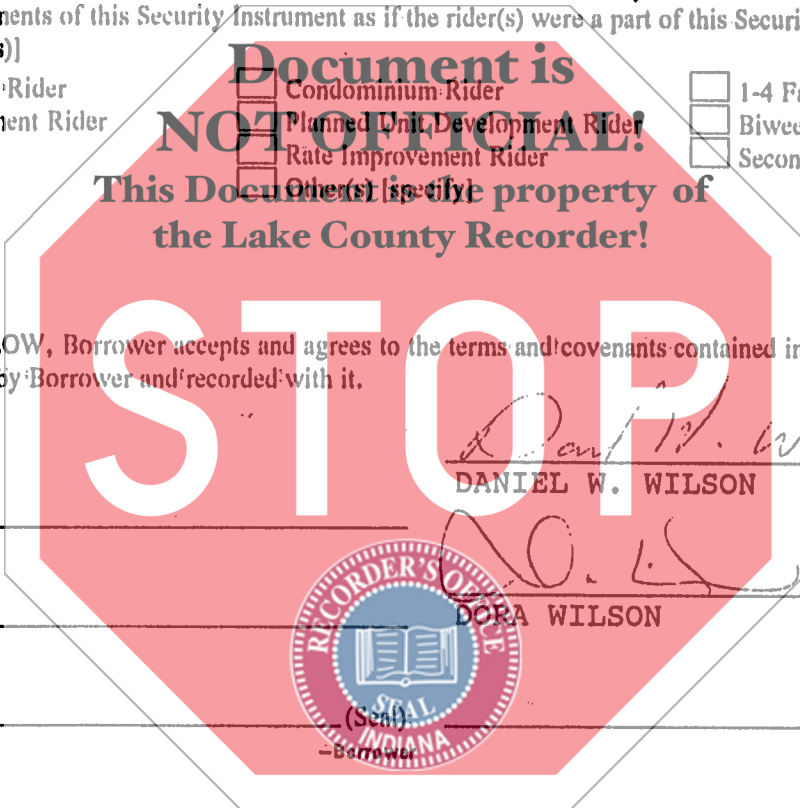 nents of this Security Instrument as if the rider(s) were a part of this Securi
s)]
Document is
Rider Condominium Rider 1-4 Fa
ent Rider Planned Unit Development Rider Biwee
NOT OFFICIAL!
Rate Improvement Rider Secon
Other(s) [specify]
This Document is the property of
the Lake County Recorder!
STOP
OW, Borrower accepts and agrees to the terms and covenants contained in
by Borrower and recorded with it.
DANIEL W. WILSON
DORA WILSON
RECORDER'S OFFICE
SEAL
INDIANA
(Seal)
-Borrower